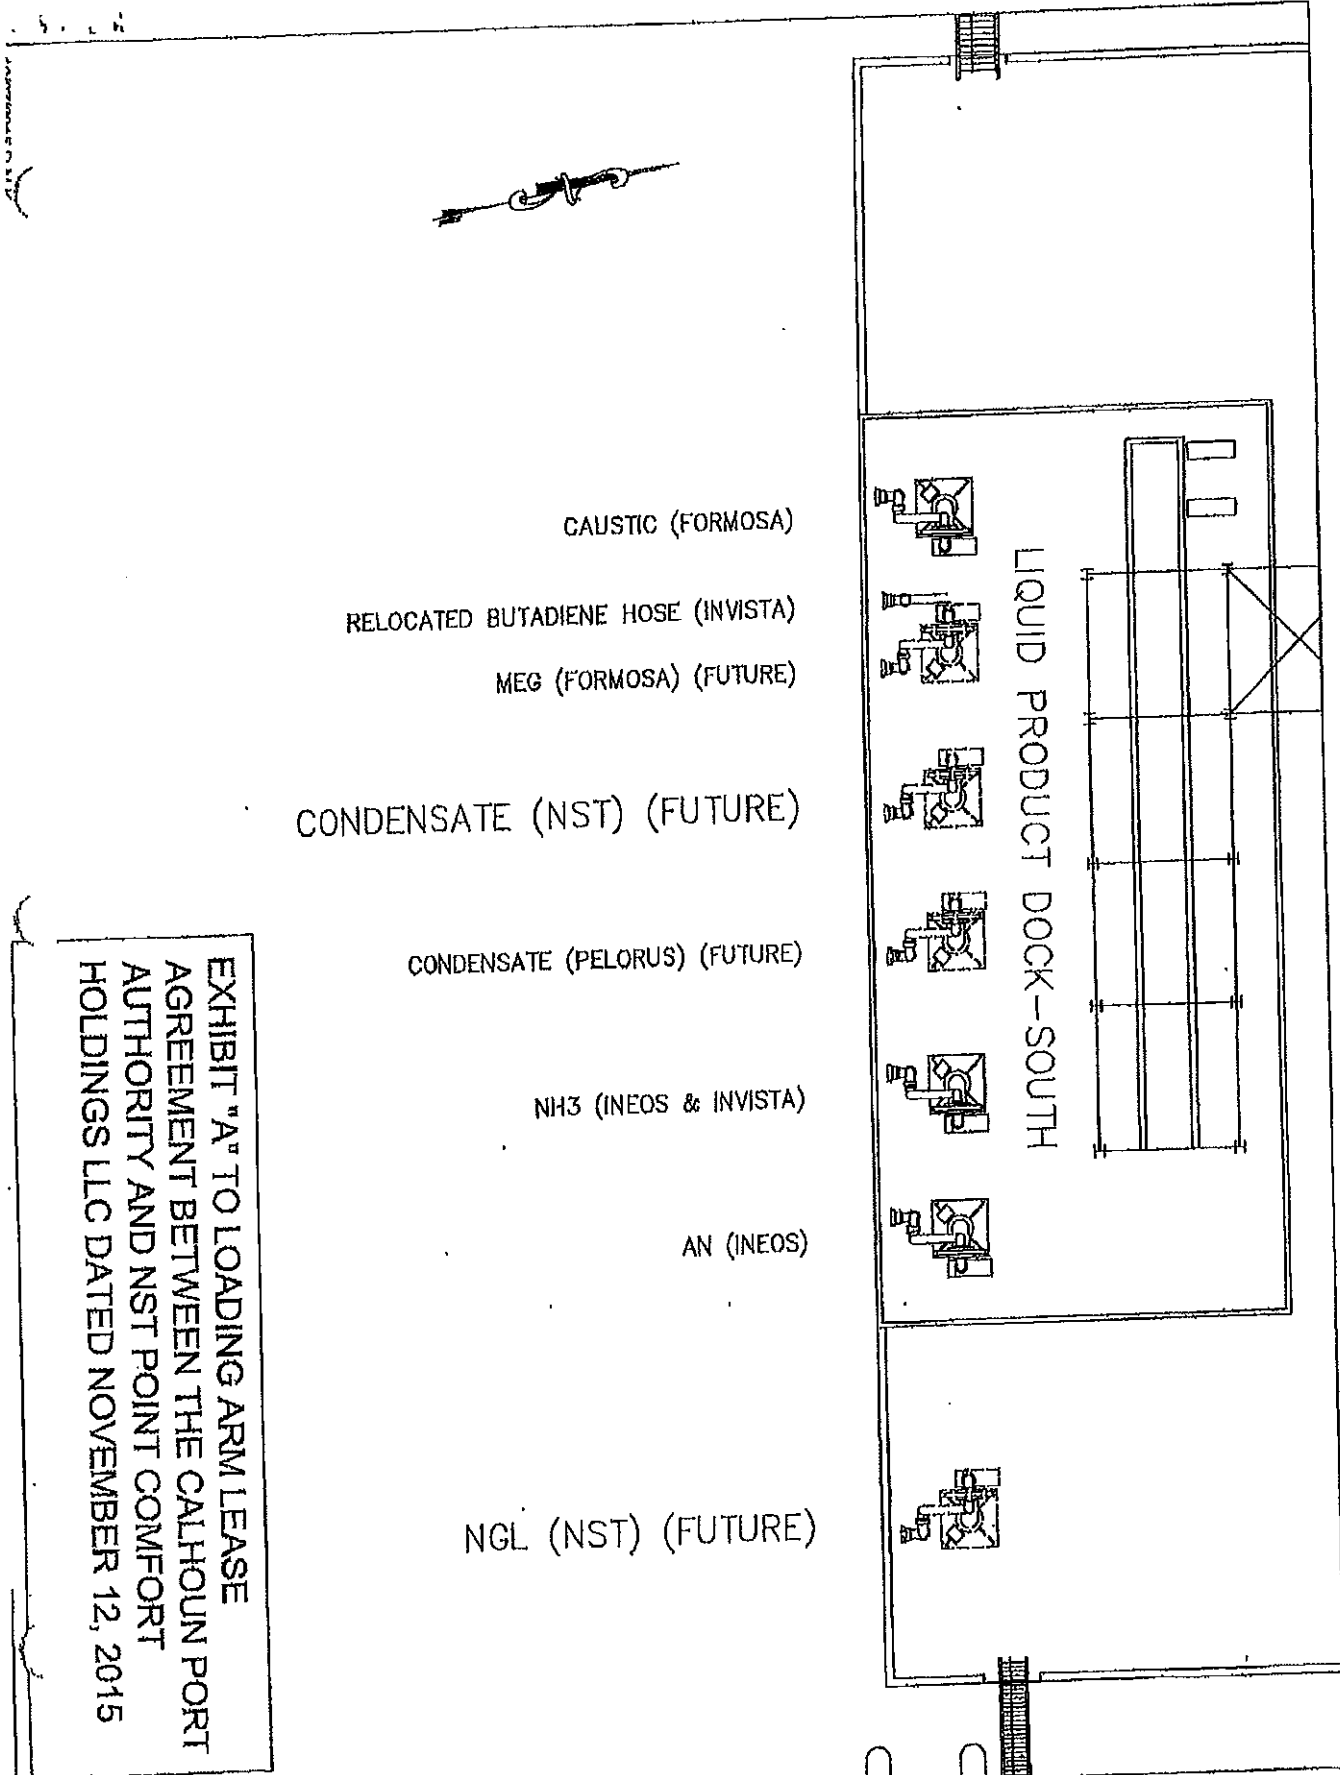 CAUSTIC (FORMOSA)
RELOCATED BUTADIENE HOSE (INVISTA)
MEG (FORMOSA) (FUTURE)
CONDENSATE (NST) (FUTURE)
CONDENSATE (PELORUS) (FUTURE)
NH3 (INEOS & INVISTA)
AN (INEOS)
NGL (NST) (FUTURE)
LIQUID PRODUCT DOCK-SOUTH
EXHIBIT "A" TO LOADING ARM LEASE
AGREEMENT BETWEEN THE CALHOUN PORT
AUTHORITY AND NST POINT COMFORT
HOLDINGS LLC DATED NOVEMBER 12, 2015